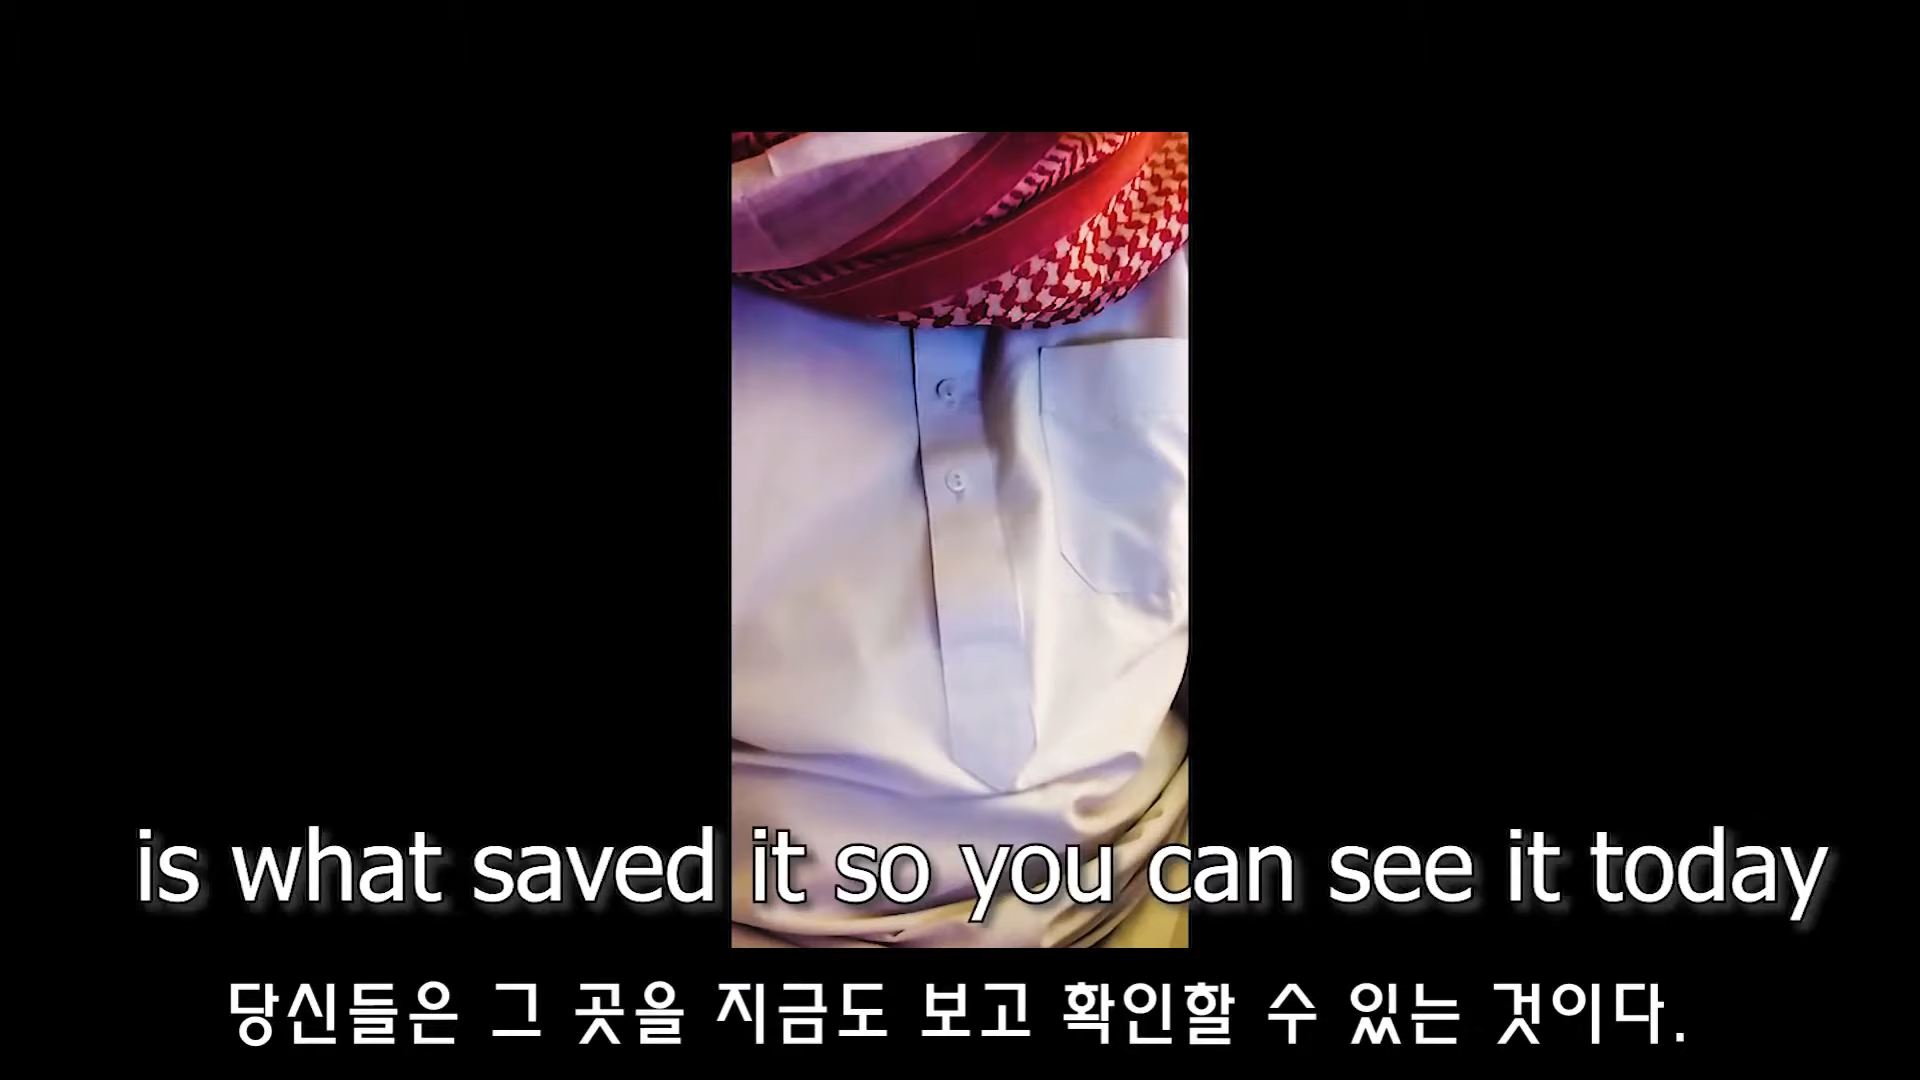 is what saved it so you can see it today
당신들은 그 곳을 지금도 보고 확인할 수 있는 것이다.